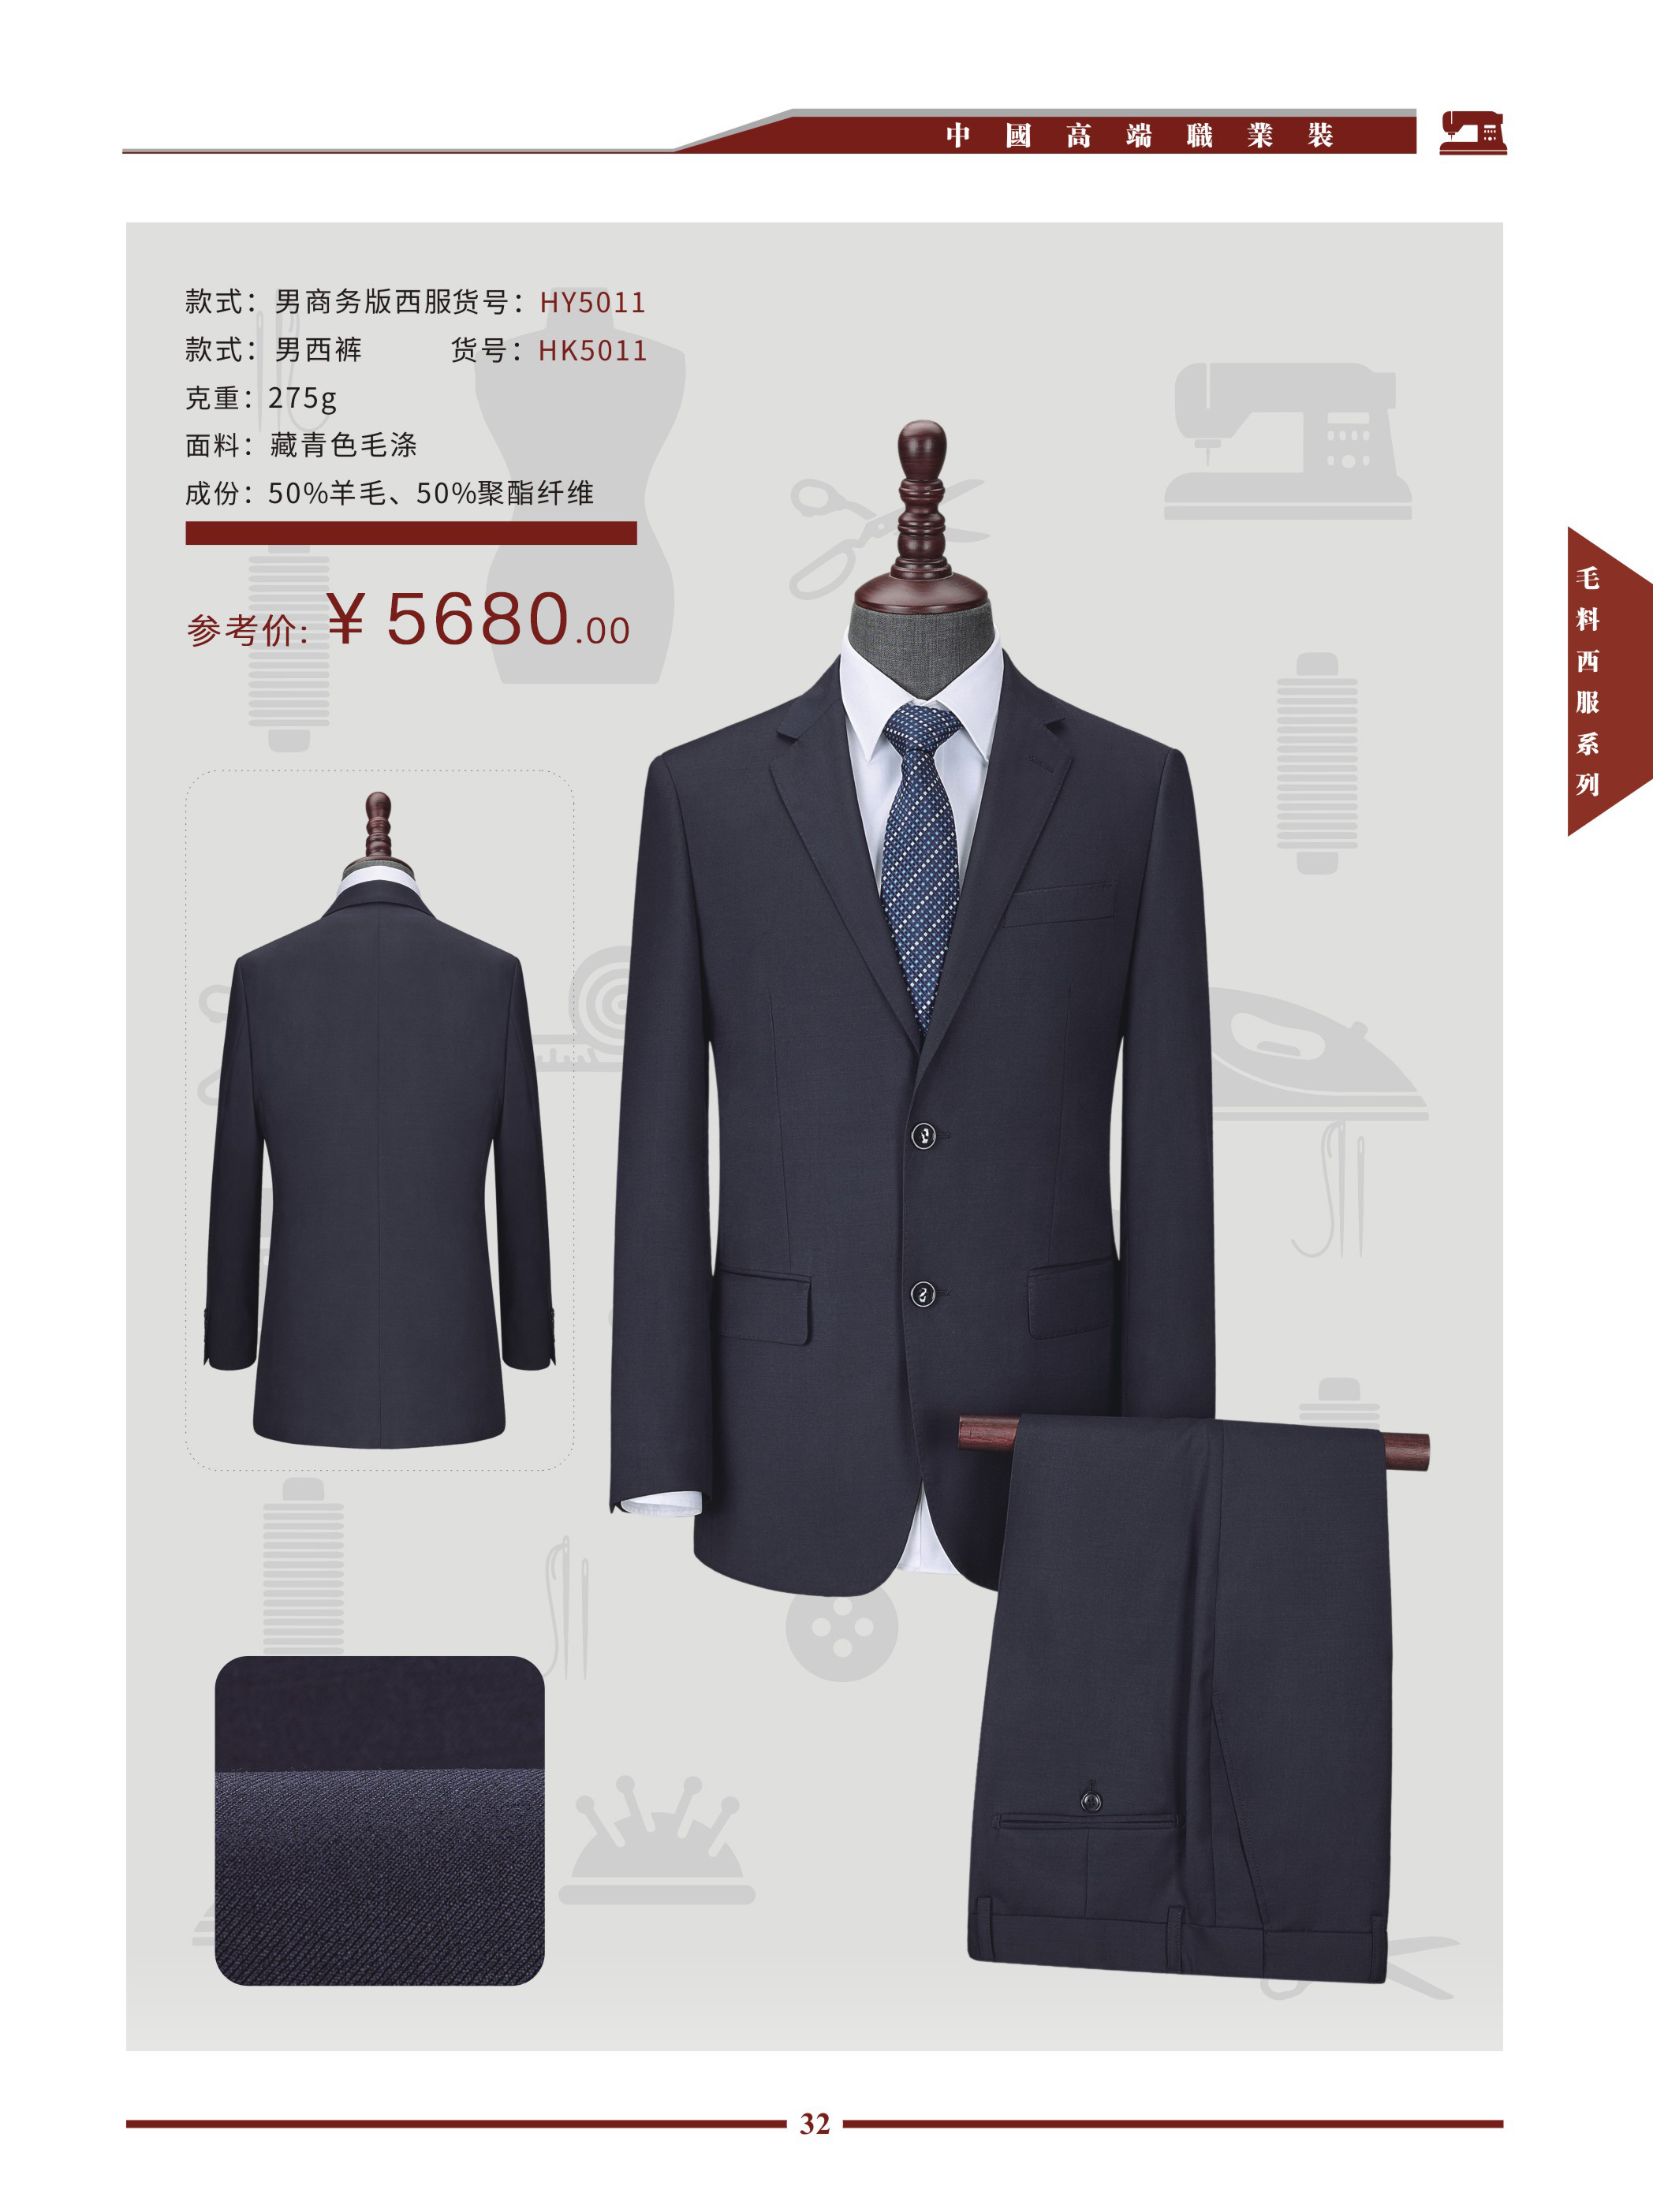 中國高端職業裝
款式：男商务版西服货号：HY5011
款式：男西裤 货号：HK5011
克重：275g
面料：藏青色毛涤
成份：50%羊毛、50%聚酯纤维
参考价：￥5680.00
毛料西服系列
32